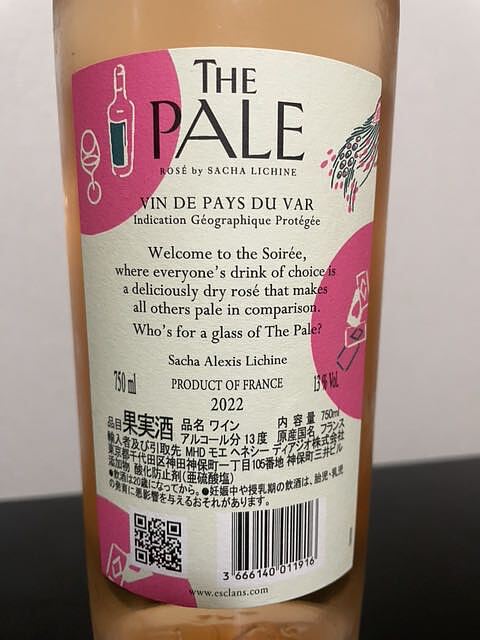 THE
PALE
ROSÉ by SACHA LICHINE
VIN DE PAYS DU VAR
Indication Géographique Protégée
Welcome to the Soirée,
where everyone's drink of choice is
a deliciously dry rosé that makes
all others pale in comparison.
Who's for a glass of The Pale?
Sacha Alexis Lichine
750 ml PRODUCT OF FRANCE 13 % Vol.
2022
品目 果実酒 品名 ワイン 内容量 750ml
アルコール分 13 度 原産国名 フランス
輸入者及び引取先 MHD モエ ヘネシー ディアジオ株式会社
東京都千代田区神田神保町一丁目105番地 神保町三井ビル
添加物 酸化防止剤(亜硫酸塩)
●飲酒は20歳になってから。●妊娠中や授乳期の飲酒は、胎児・乳児
の発育に悪影響を与えるおそれがあります。
3 666140 011916
www.esclans.com